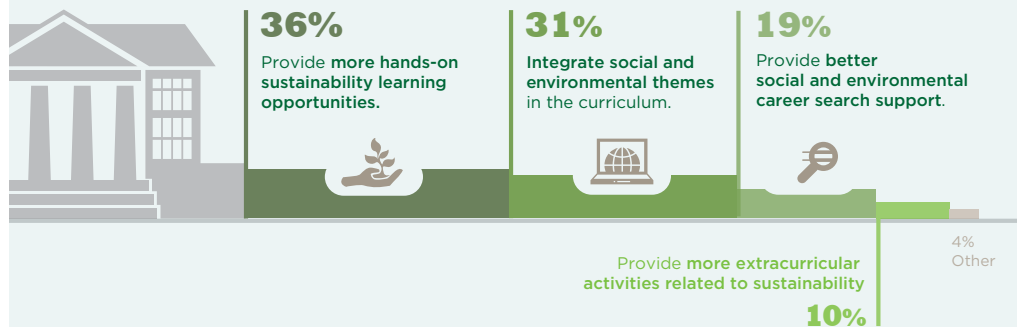 36%
Provide more hands-on
sustainability learning
opportunities.
31%
Integrate social and
environmental themes
in the curriculum.
19%
Provide better
social and environmental
career search support.
4%
Other
Provide more extracurricular
activities related to sustainability
10%